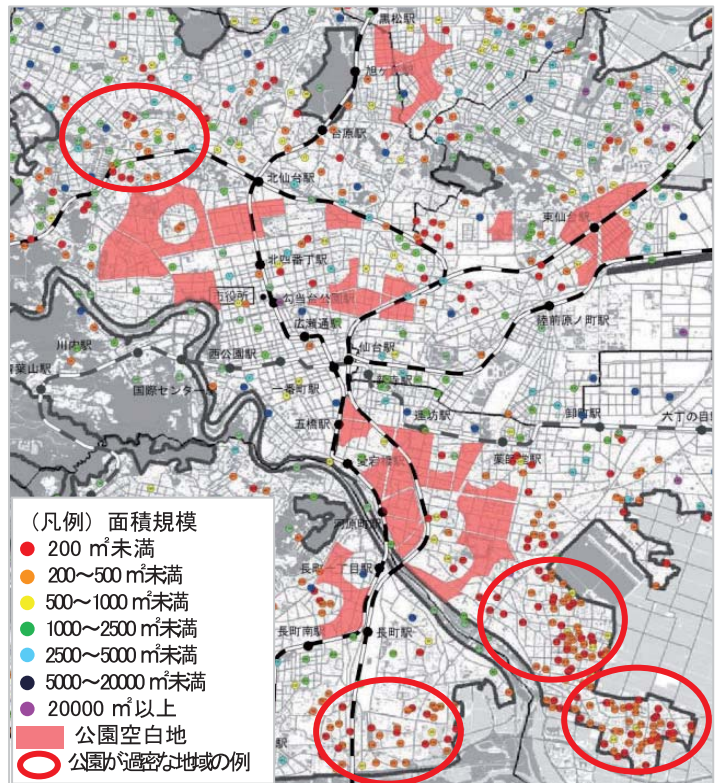 黒松駅
旭ヶ丘駅
台原駅
北仙台駅
東仙台駅
北四番丁駅
市役所
勾当台公園駅
広瀬通駅
陸前原ノ町駅
川内駅
西公園駅
仙台駅
青葉山駅
国際センター駅
一番町駅
五橋駅
連坊駅
卸町駅
六丁の目駅
薬師堂駅
愛宕橋駅
河原町駅
長町一丁目駅
長町南駅
長町駅
(凡例) 面積規模
200 ㎡未満
200~500 ㎡未満
500~1000 ㎡未満
1000~2500 ㎡未満
2500~5000 ㎡未満
5000~20000 ㎡未満
20000 ㎡以上
公園空白地
公園が過密な地域の例
駅